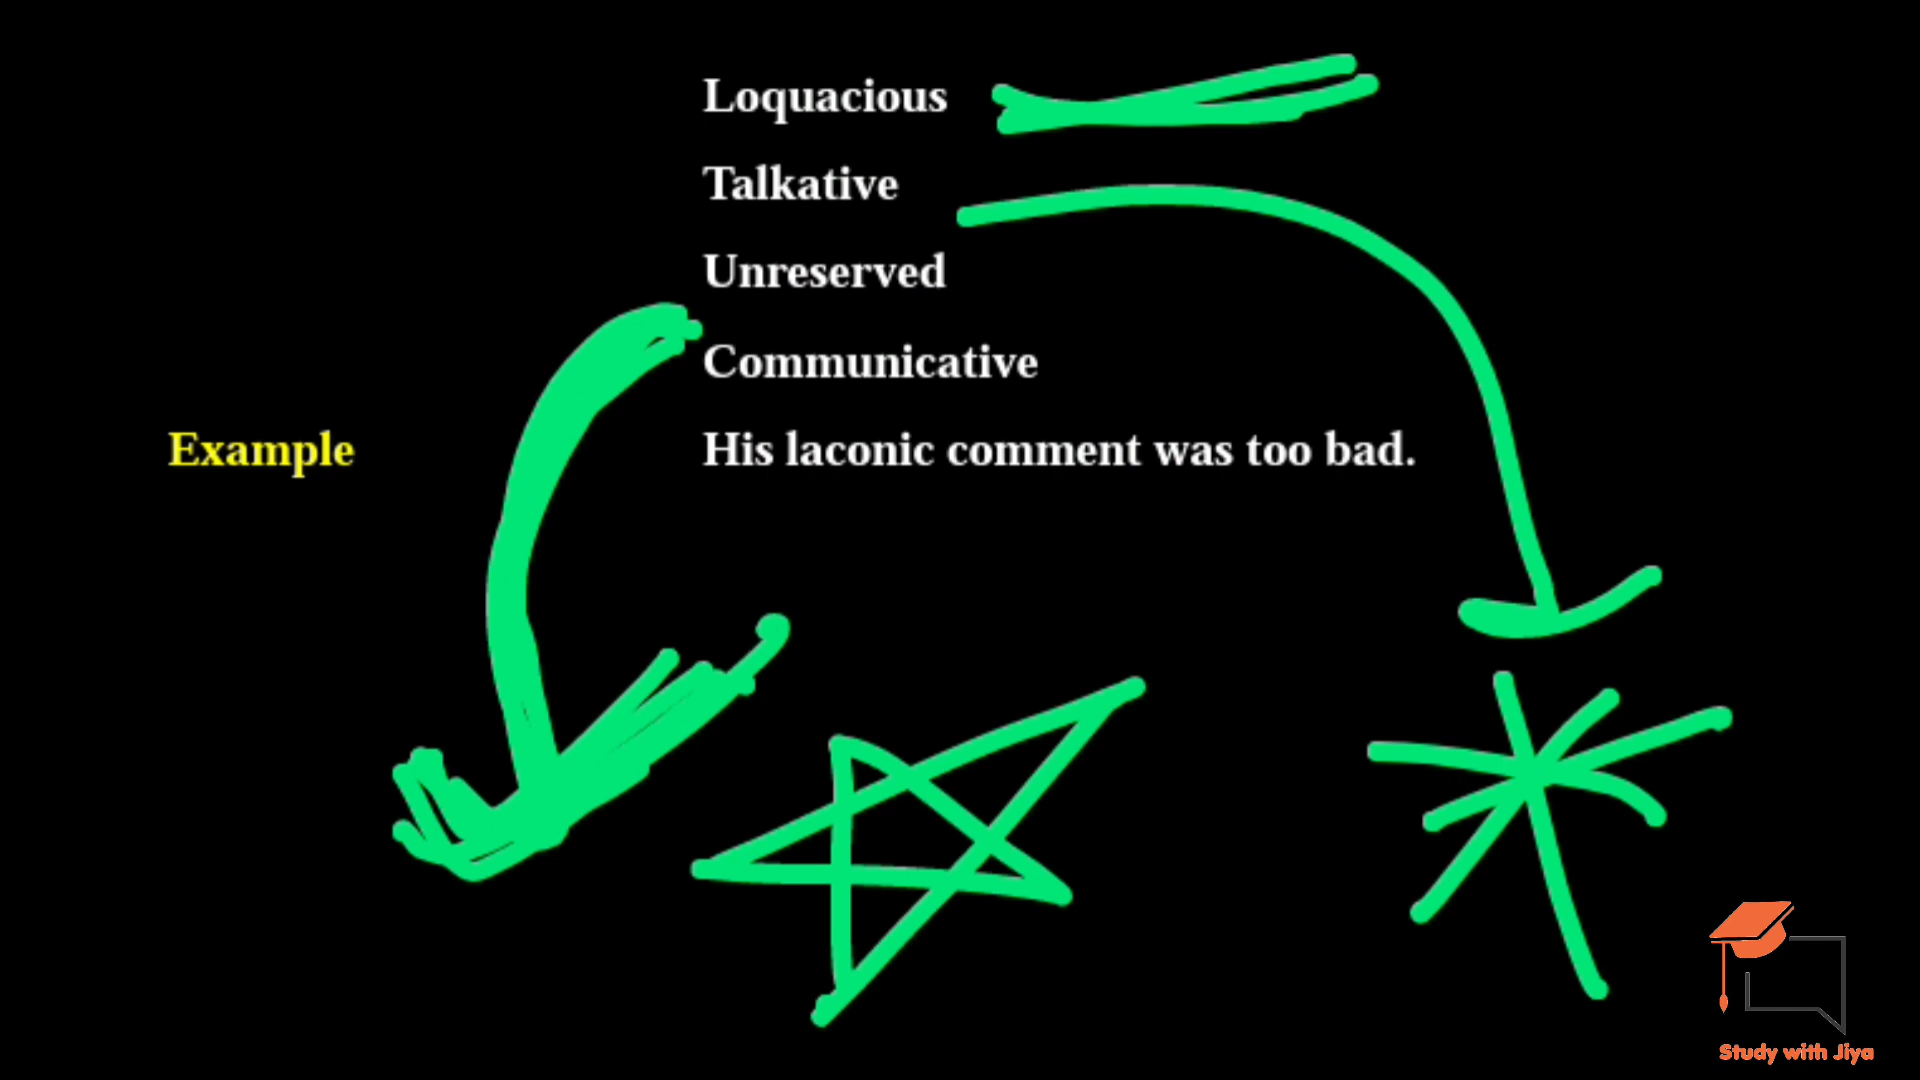 Loquacious
Talkative
Unreserved
Communicative
Example His laconic comment was too bad.
Study with Jiya